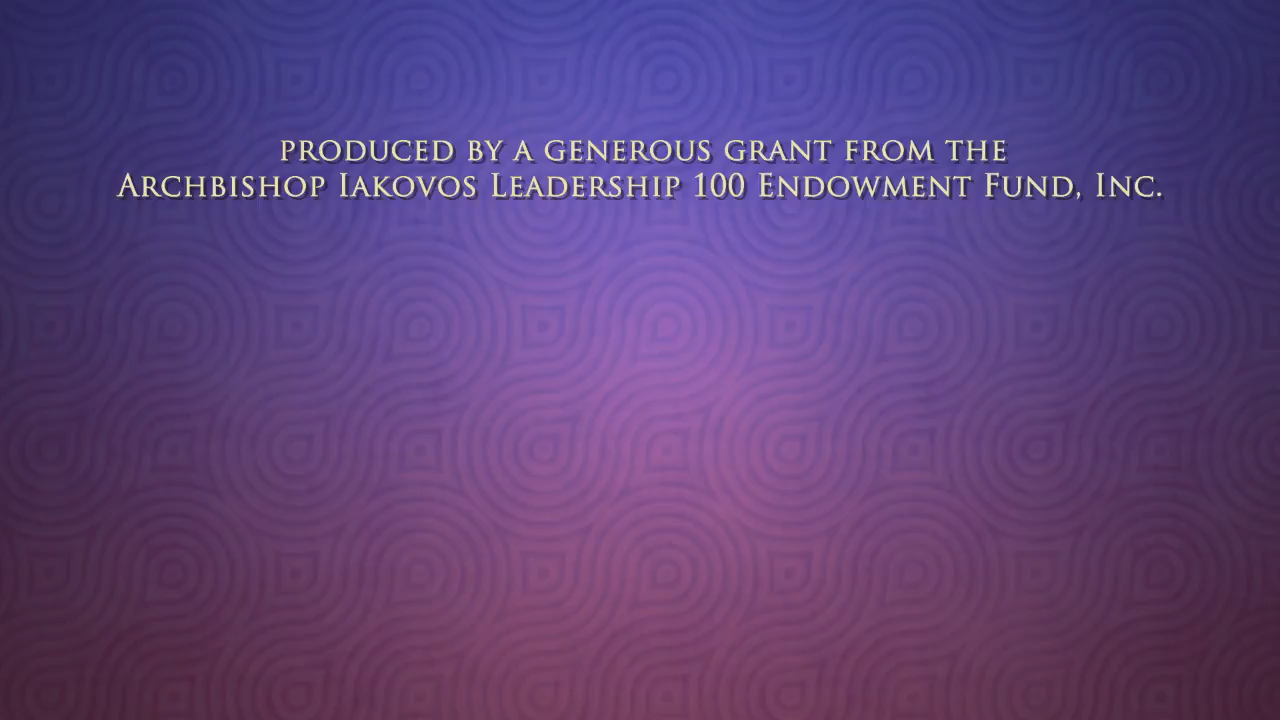 PRODUCED BY A GENEROUS GRANT FROM THE
ARCHBISHOP IAKOVOS LEADERSHIP 100 ENDOWMENT FUND, INC.